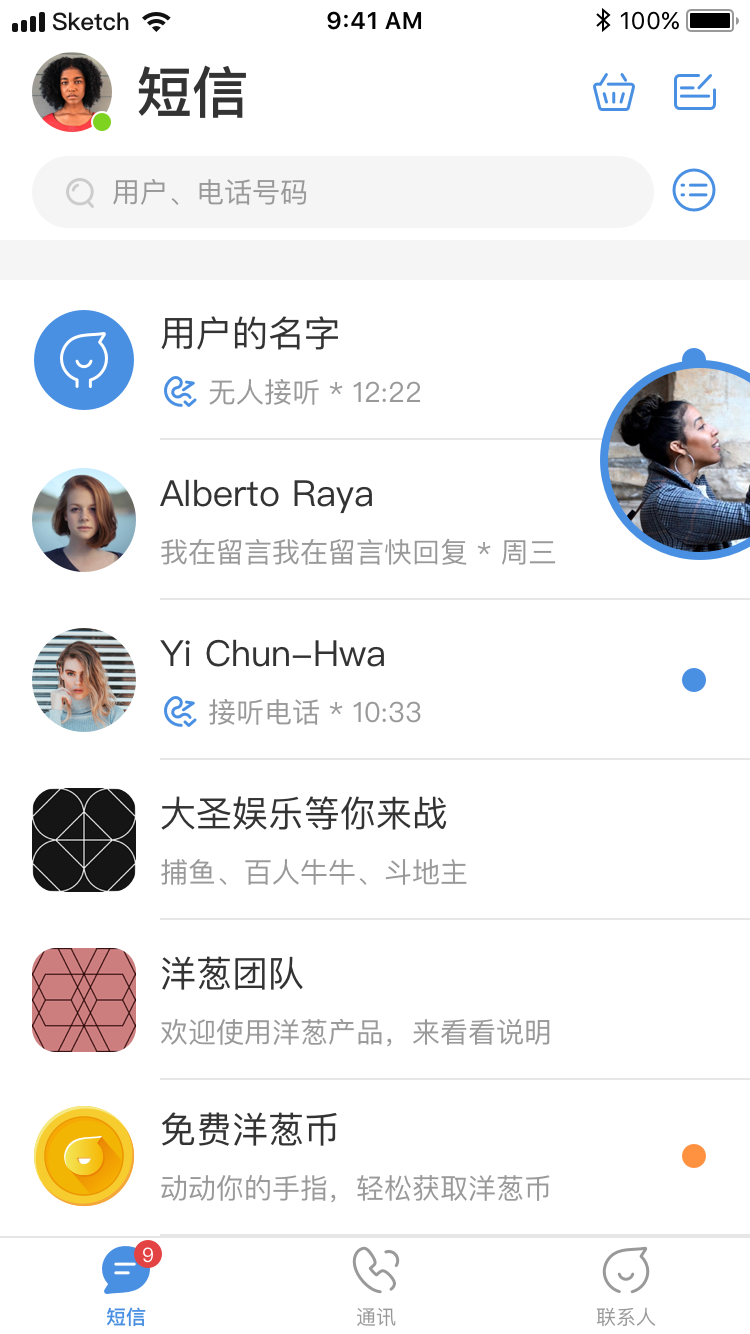 Sketch 9:41 AM 100%
短信
用户、电话号码
用户的名字
无人接听 * 12:22
Alberto Raya
我在留言我在留言快回复 * 周三
Yi Chun–Hwa
接听电话 * 10:33
大圣娱乐等你来战
捕鱼、百人牛牛、斗地主
洋葱团队
欢迎使用洋葱产品，来看看说明
免费洋葱币
动动你的手指，轻松获取洋葱币
9
短信 通讯 联系人